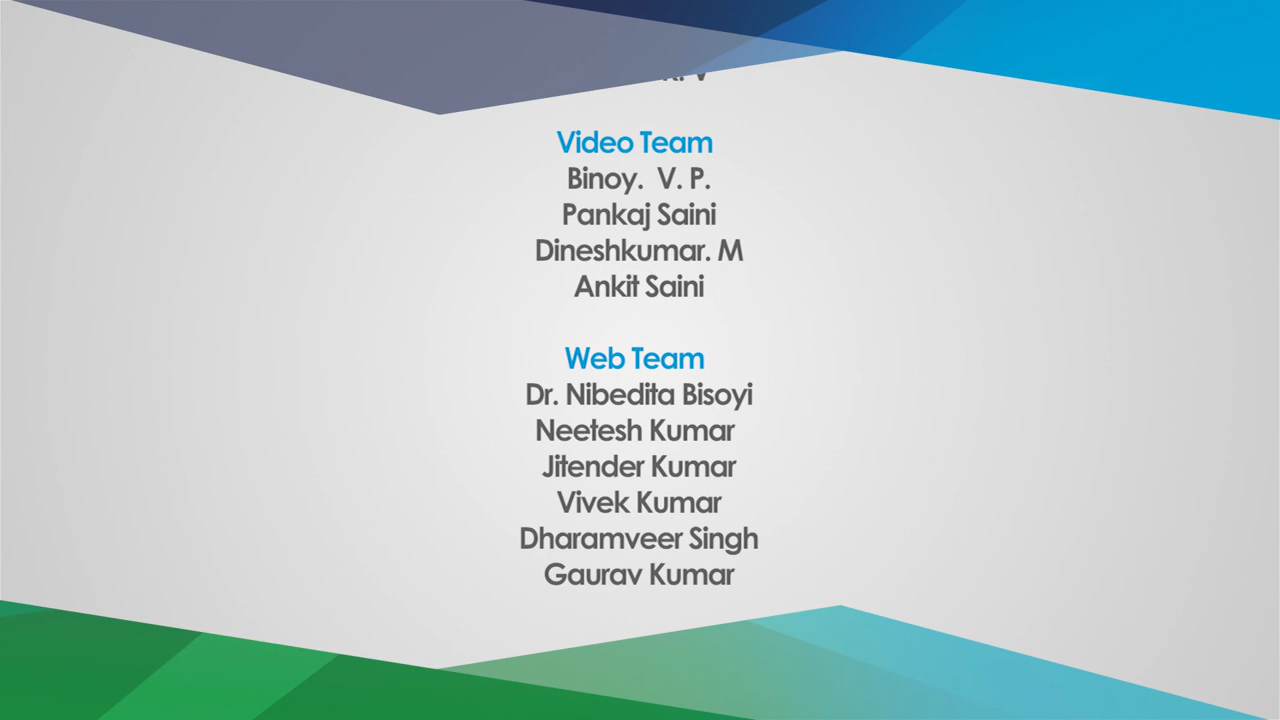 Video Team
Binoy.  V. P.
Pankaj Saini
Dineshkumar. M
Ankit Saini
Web Team
Dr. Nibedita Bisoyi
Neetesh Kumar
Jitender Kumar
Vivek Kumar
Dharamveer Singh
Gaurav Kumar